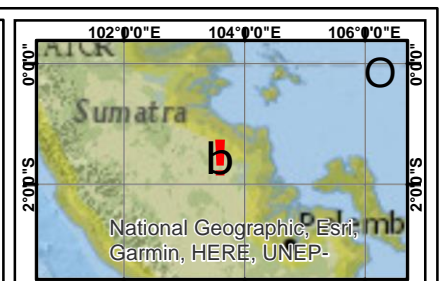 102°0'0"E 104°0'0"E 106°0'0"E
0°0'0"
0°0'0"
Sumatra
b
2°0'0"S
2°0'0"S
National Geographic, Esri,
Garmin, HERE, UNEP-